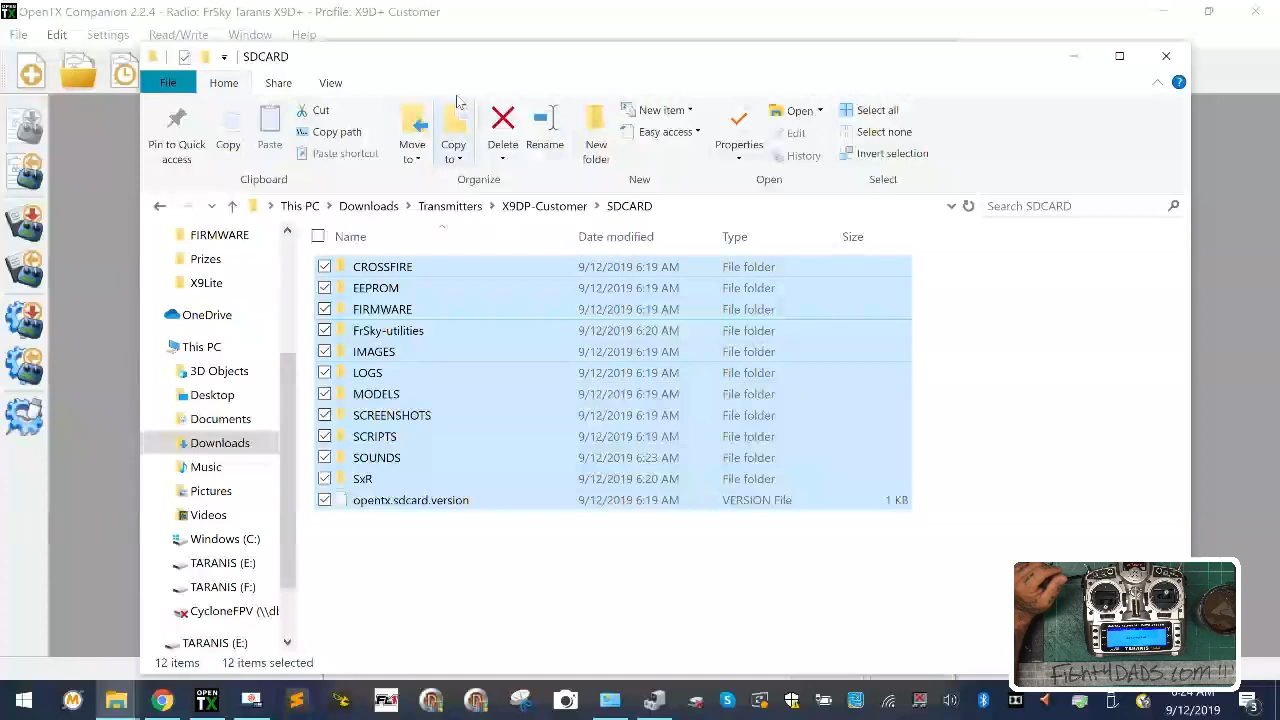 OPEN TX OpenTX Companion 2.2.4 - Radio: FrSky Taranis X9D+ - Profile: X9D+ Customer
File Edit Settings Read/Write Window Help
SDCARD
File Home Share View
Pin to Quick access
Copy
Paste
Cut
Copy path
Paste shortcut
Clipboard
Move to
Copy to
Delete
Rename
Organize
New folder
New item
Easy access
New
Properties
Open
Edit
History
Open
Select all
Select none
Invert selection
Select
This PC Downloads Transmitters X9DP-Customer SDCARD
Search SDCARD
FIRMWARE
Prizes
X9Lite
OneDrive
This PC
3D Objects
Desktop
Documents
Downloads
Music
Pictures
Videos
Windows (C:)
TARANIS (E:)
TARANIS (F:)
CycloneFPV (\\dl
TARANIS (E:)
Name Date modified Type Size
CROSSFIRE 9/12/2019 6:19 AM File folder
EEPROM 9/12/2019 6:19 AM File folder
FIRMWARE 9/12/2019 6:19 AM File folder
FrSky-utilities 9/12/2019 6:20 AM File folder
IMAGES 9/12/2019 6:19 AM File folder
LOGS 9/12/2019 6:19 AM File folder
MODELS 9/12/2019 6:19 AM File folder
SCREENSHOTS 9/12/2019 6:19 AM File folder
SCRIPTS 9/12/2019 6:19 AM File folder
SOUNDS 9/12/2019 6:23 AM File folder
SxR 9/12/2019 6:20 AM File folder
opentx.sdcard.version 9/12/2019 6:19 AM VERSION File 1 KB
12 items 12 items selected
TARANIS
Fight4DADS.com!!!
OPEN TX
6:24 AM
9/12/2019